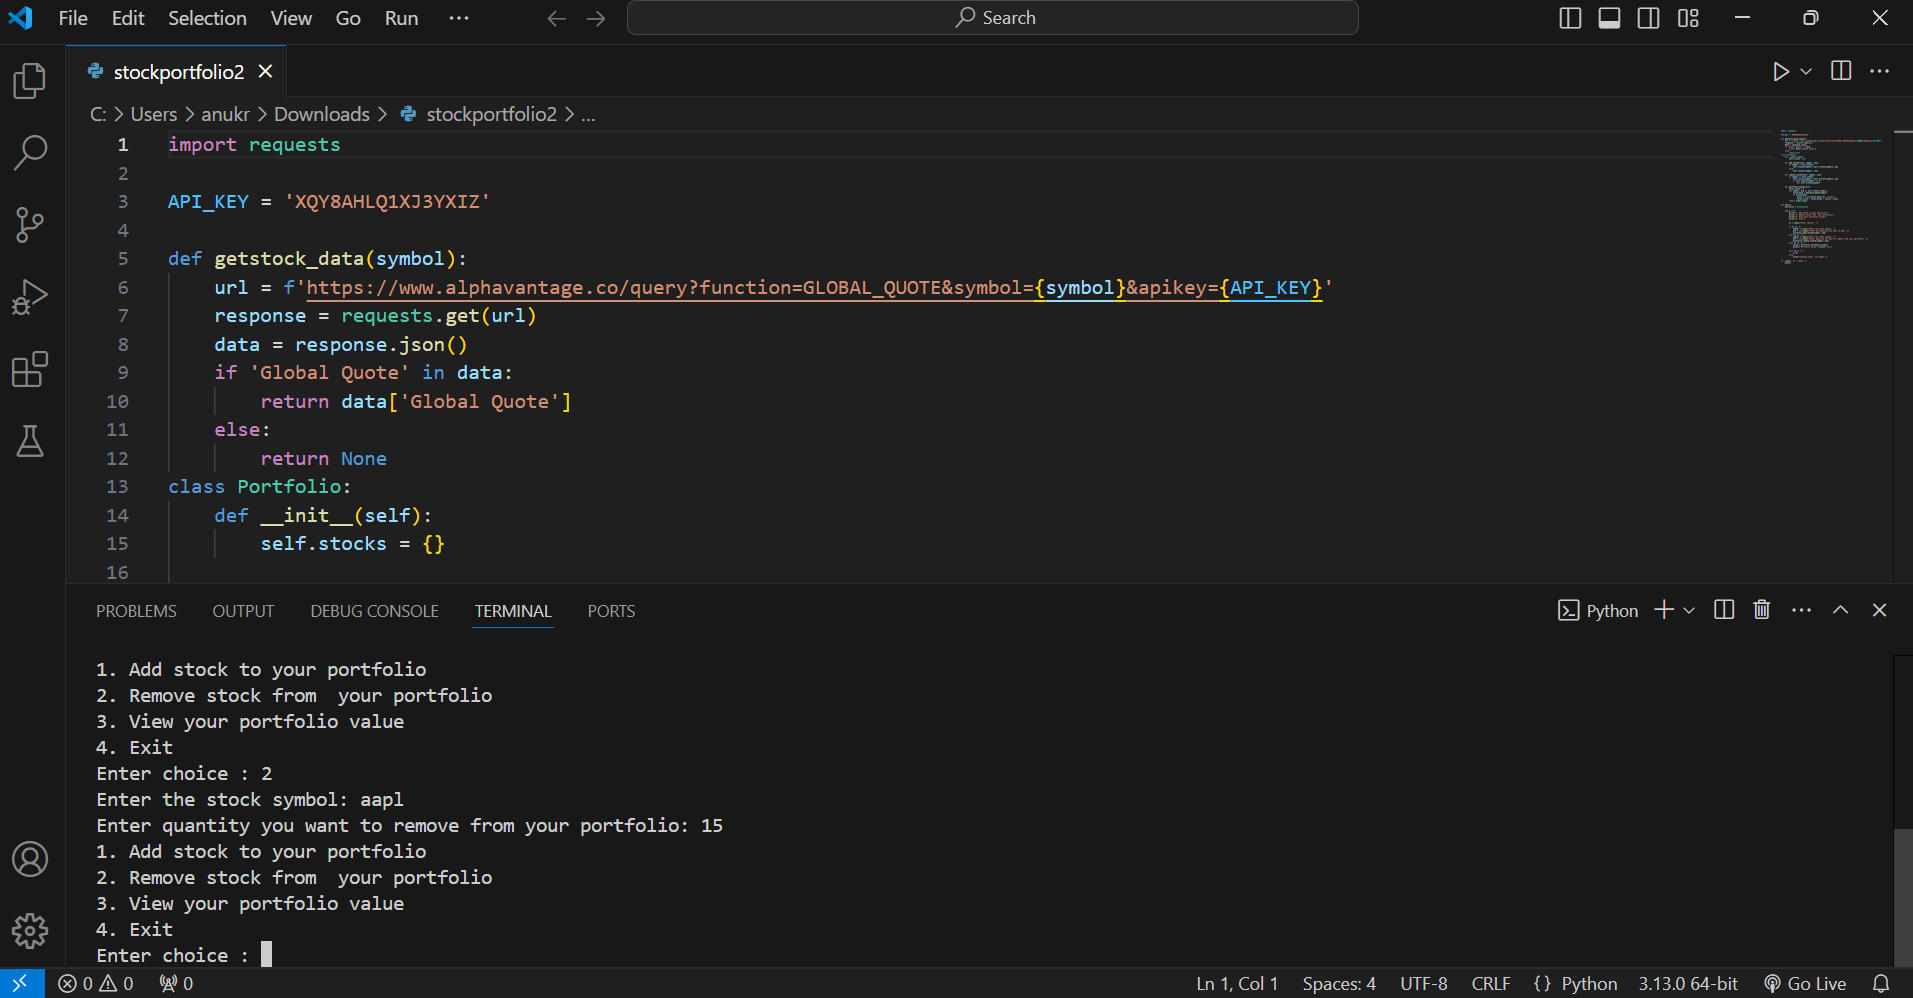 File Edit Selection View Go Run ··· Search
stockportfolio2
C: > Users > anukr > Downloads > stockportfolio2 > ...
1 import requests
2
3 API_KEY = 'XQY8AHLQ1XJ3YXIZ'
4
5 def getstock_data(symbol):
6 url = f'https://www.alphavantage.co/query?function=GLOBAL_QUOTE&symbol={symbol}&apikey={API_KEY}'
7 response = requests.get(url)
8 data = response.json()
9 if 'Global Quote' in data:
10 return data['Global Quote']
11 else:
12 return None
13 class Portfolio:
14 def __init__(self):
15 self.stocks = {}
16
PROBLEMS OUTPUT DEBUG CONSOLE TERMINAL PORTS Python
1. Add stock to your portfolio
2. Remove stock from  your portfolio
3. View your portfolio value
4. Exit
Enter choice : 2
Enter the stock symbol: aapl
Enter quantity you want to remove from your portfolio: 15
1. Add stock to your portfolio
2. Remove stock from  your portfolio
3. View your portfolio value
4. Exit
Enter choice :
0 0 0 Ln 1, Col 1 Spaces: 4 UTF-8 CRLF {} Python 3.13.0 64-bit Go Live